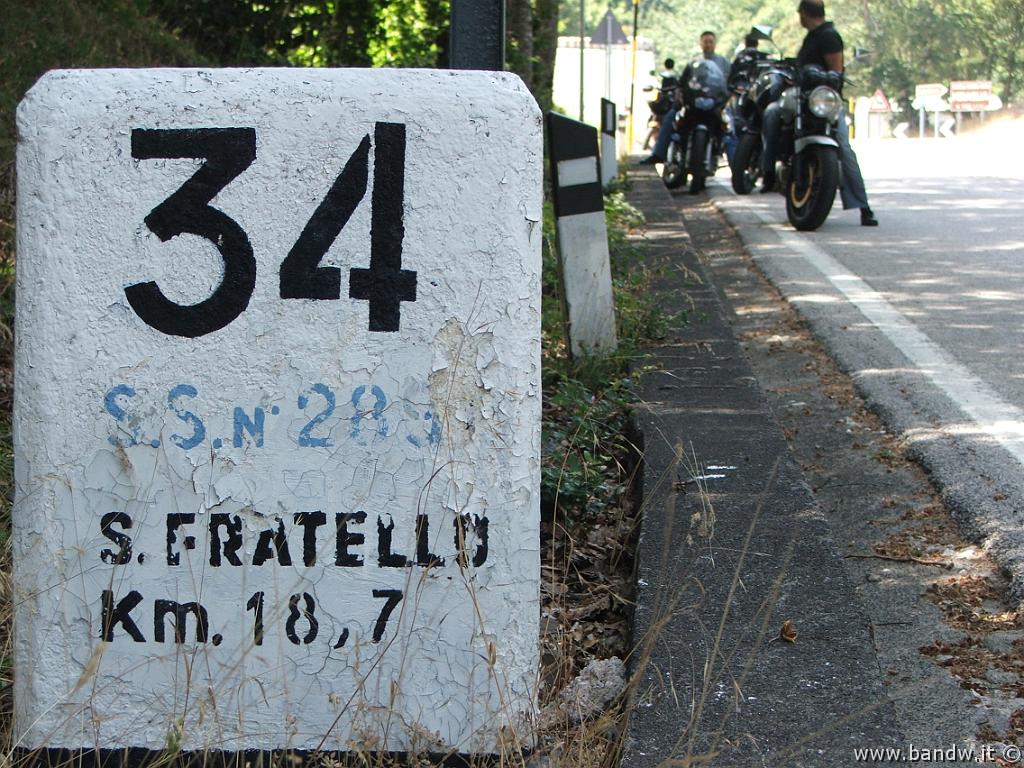 34
S.S.N° 289
S. FRATELLO
Km. 18,7
www.bandw.it ©